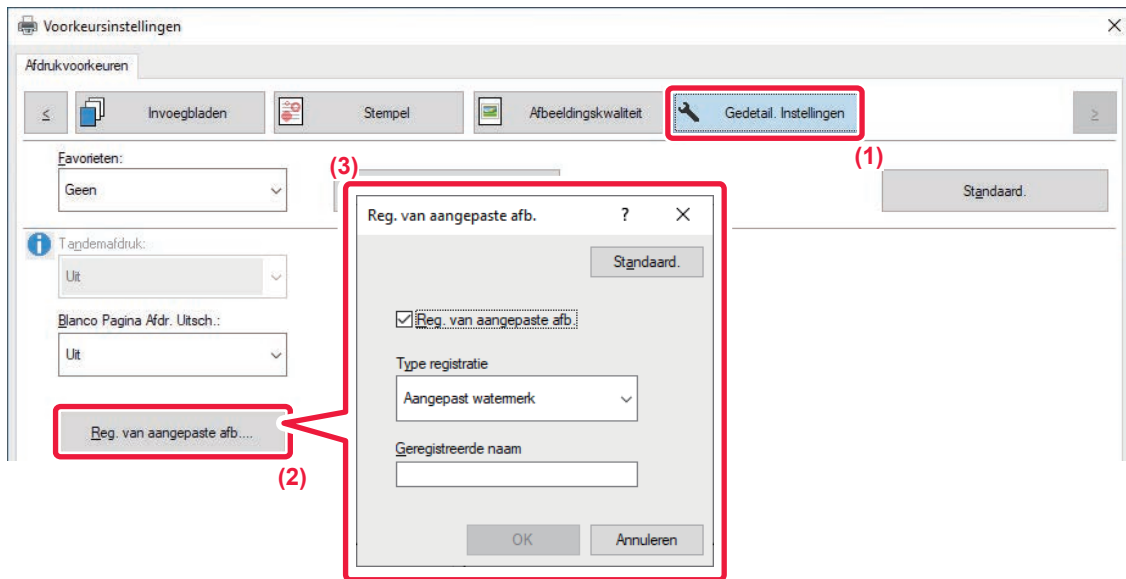 Voorkeursinstellingen
Afdrukvoorkeuren
< Invoegbladen Stempel Afbeeldingskwaliteit Gedetail. Instellingen >
(1)
Favorieten:
(3)
Geen
Standaard.
Reg. van aangepaste afb. ?
Tandemafdruk:
Standaard.
Uit
Blanco Pagina Afdr. Uitsch.:
Reg. van aangepaste afb.
Uit
Type registratie
Aangepast watermerk
Reg. van aangepaste afb....
Geregistreerde naam
(2)
OK Annuleren